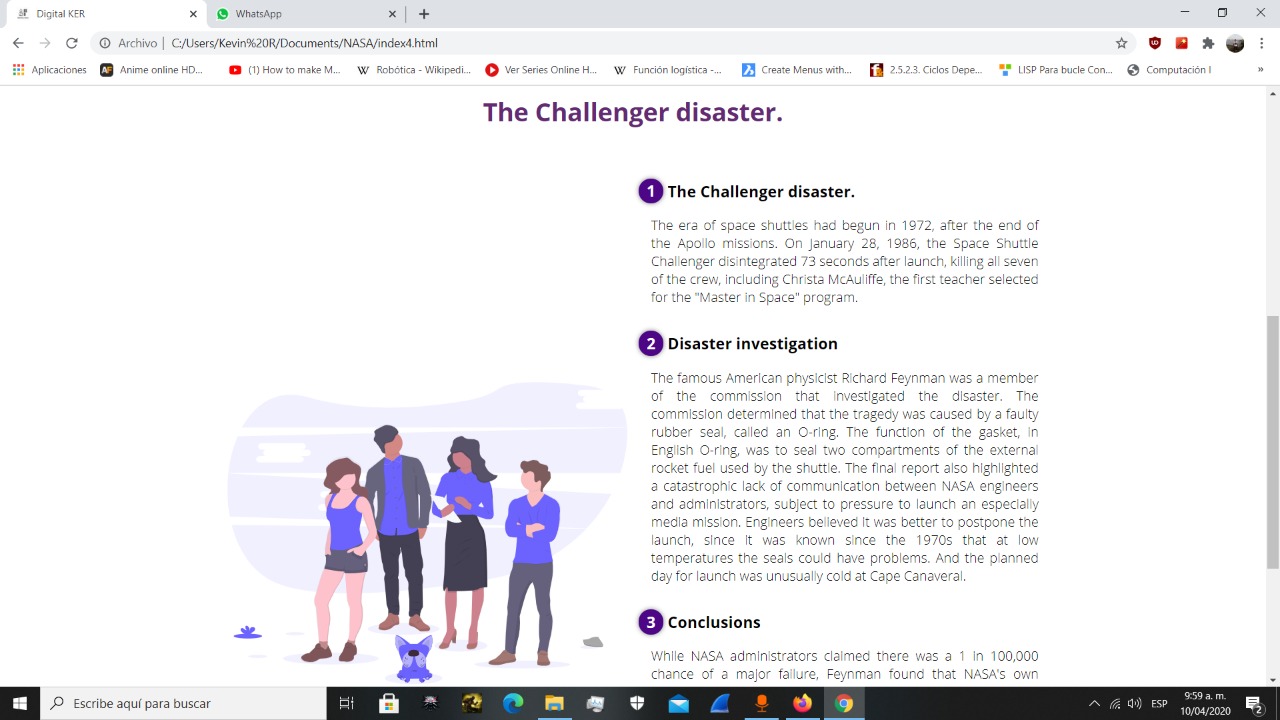 Digital KER
WhatsApp
Archivo | C:/Users/Kevin%20R/Documents/NASA/index4.html
Aplicaciones
AF Anime online HD...
(1) How to make M...
W Robótica - Wikipedi...
Ver Series Online H...
W Función logística -...
Create Menus with...
2.5.2.3. Ciclos Depe...
LISP Para bucle Con...
Computación I
»
The Challenger disaster.
1 The Challenger disaster.
The era of space shuttles had begun in 1972, after the end of
the Apollo missions. On January 28, 1986, the Space Shuttle
Challenger disintegrated 73 seconds after launch, killing all seven
of the crew, including Christa McAuliffe, the first teacher selected
for the "Master in Space" program.
2 Disaster investigation
The famous American physicist Richard Feynman was a member
of the commission that investigated the disaster. The
commission determined that the tragedy was caused by a faulty
rubber seal, called an O-ring. The function of the gasket, in
English O-ring, was to seal two compartments of the external
rocket fuel used by the shuttle. The final report also highlighted
a catastrophic lack of communication between NASA engineers
and administrators, subject to pressure to launch an especially
media mission. Engineers believed it was better to postpone the
launch, since it was known since the 1970s that at low
temperatures the seals could have problems. And the planned
day for launch was unusually cold at Cape Canaveral.
3 Conclusions
While NASA administrators claimed there was a 1 in 100,000
chance of a major failure, Feynman found that NASA's own
Escribe aquí para buscar
ESP
9:59 a. m.
10/04/2020
2